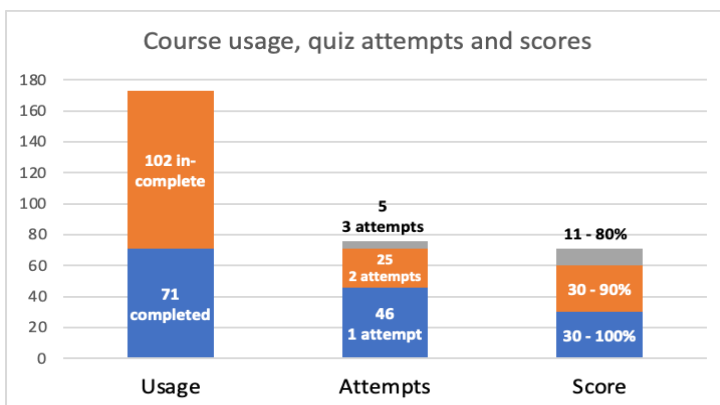 Course usage, quiz attempts and scores
180
160
140
120
100
80
60
40
20
0
102 in-
complete
71
completed
5
3 attempts
25
2 attempts
46
1 attempt
11 - 80%
30 - 90%
30 - 100%
Usage
Attempts
Score